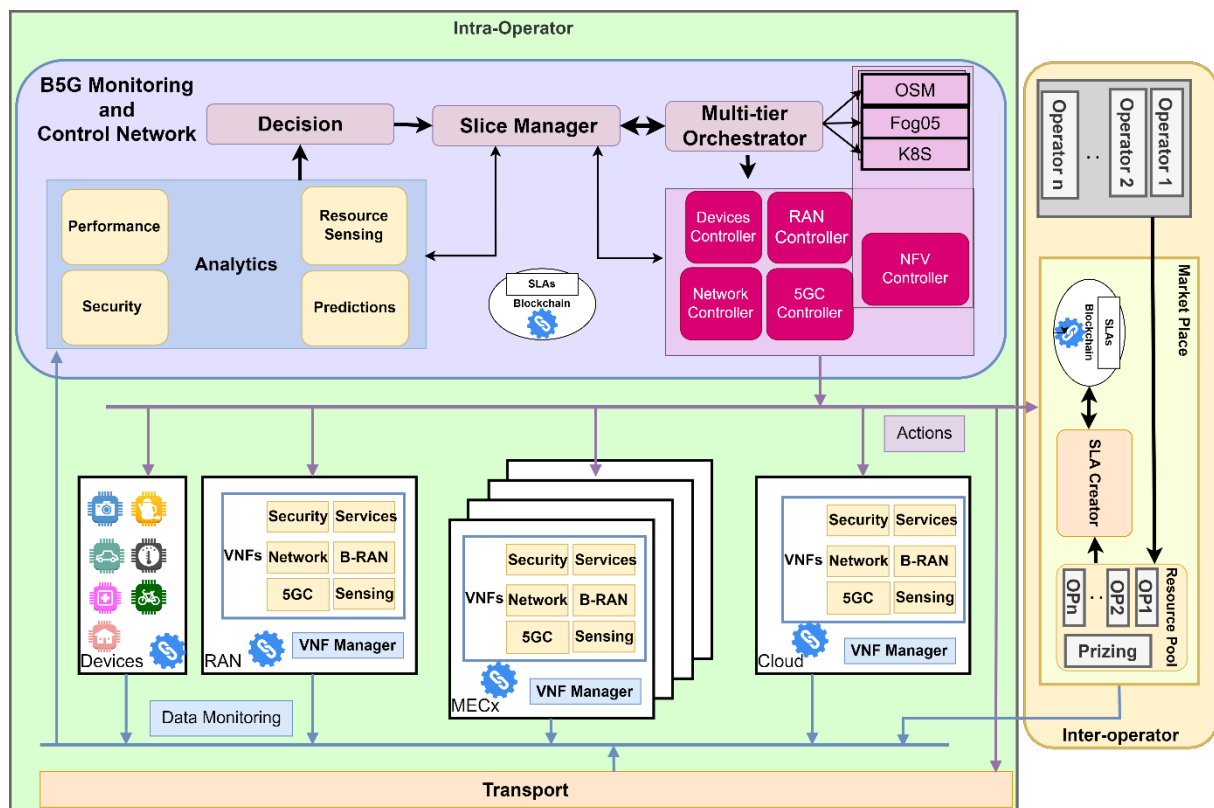 Intra-Operator
B5G Monitoring
and
Control Network
Decision
Slice Manager
Multi-tier
Orchestrator
OSM
Fog05
K8S
Performance
Resource
Sensing
Analytics
Security
Predictions
SLAs
Blockchain
Devices
Controller
RAN
Controller
Network
Controller
5GC
Controller
NFV
Controller
Actions
Devices
VNFs
Security
Services
Network
B-RAN
5GC
Sensing
VNF Manager
RAN
VNFs
Security
Services
Network
B-RAN
5GC
Sensing
VNF Manager
MECx
VNFs
Security
Services
Network
B-RAN
5GC
Sensing
VNF Manager
Cloud
Data Monitoring
Transport
Operator 1
Operator 2
. .
Operator n
Market Place
SLAs
Blockchain
SLA Creator
Resource Pool
OP1
OP2
. .
OPn
Prizing
Inter-operator